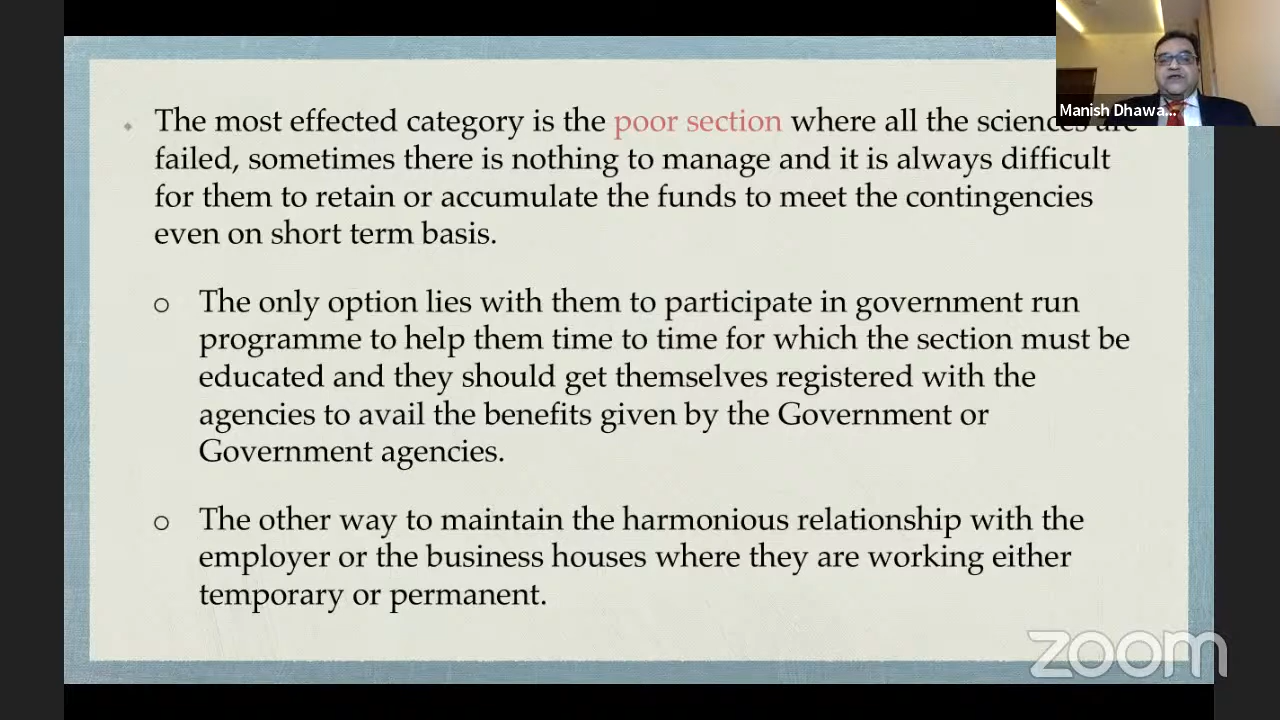 The most effected category is the poor section where all the sciences are
failed, sometimes there is nothing to manage and it is always difficult
for them to retain or accumulate the funds to meet the contingencies
even on short term basis.
o The only option lies with them to participate in government run
programme to help them time to time for which the section must be
educated and they should get themselves registered with the
agencies to avail the benefits given by the Government or
Government agencies.
o The other way to maintain the harmonious relationship with the
employer or the business houses where they are working either
temporary or permanent.
Manish Dhawa...
zoom